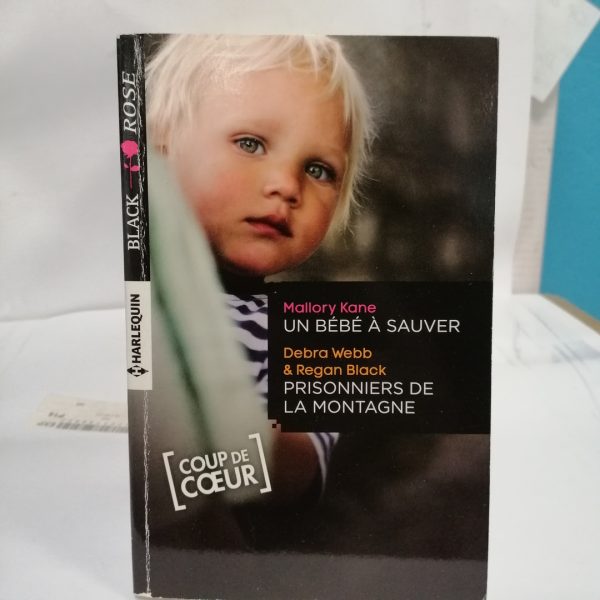 BLACK ROSE
HARLEQUIN
Mallory Kane
UN BÉBÉ À SAUVER
Debra Webb
& Regan Black
PRISONNIERS DE
LA MONTAGNE
[COUP DE
CŒUR]